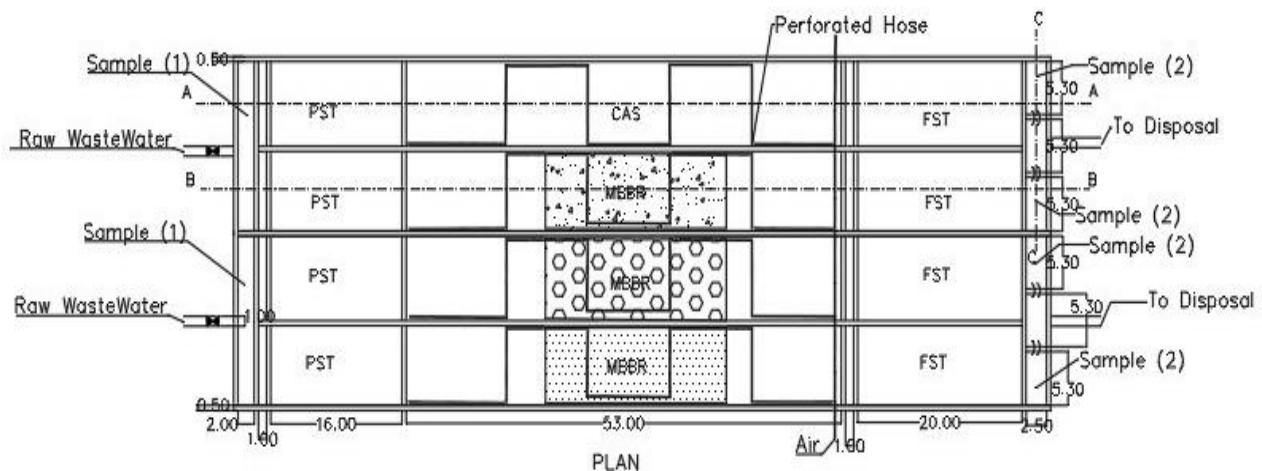 C
Perforated Hose
Sample (1)
0.50
Sample (2)
5.30
A
A
PST
CAS
FST
To Disposal
Raw WasteWater
5.30
B
B
MBBR
PST
FST
5.30
Sample (2)
Sample (1)
Sample (2)
C
5.30
PST
MBBR
FST
Raw WasteWater
To Disposal
1.00
5.30
PST
MBBR
FST
Sample (2)
5.30
0.50
2.00
16.00
53.00
20.00
2.50
1.00
Air
1.00
PLAN